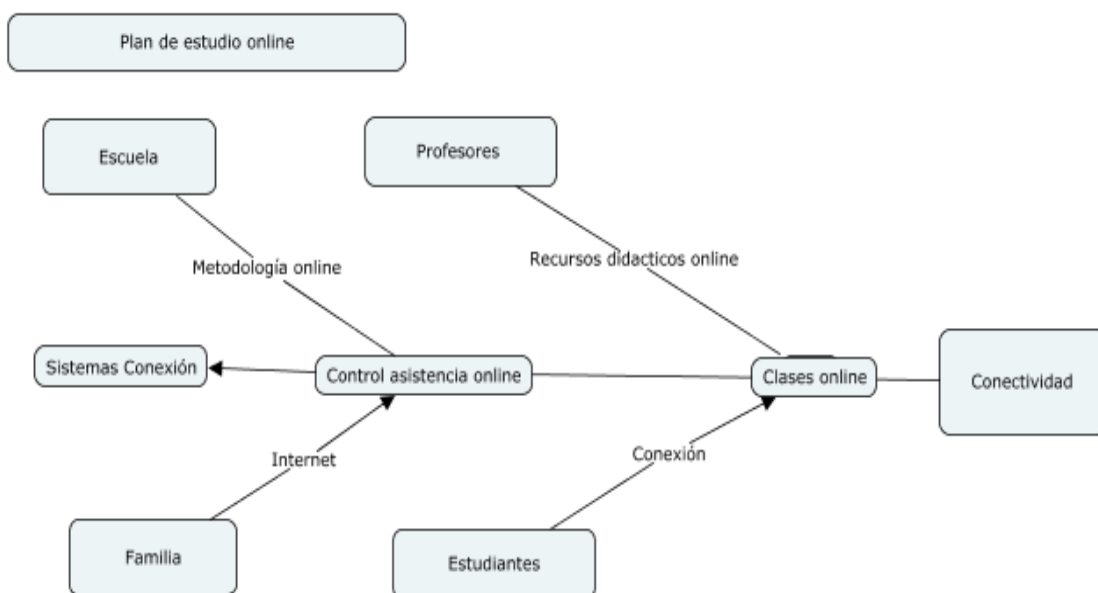 Plan de estudio online
Escuela
Profesores
Metodología online
Recursos didacticos online
Sistemas Conexión
Control asistencia online
Clases online
Conectividad
Internet
Conexión
Familia
Estudiantes